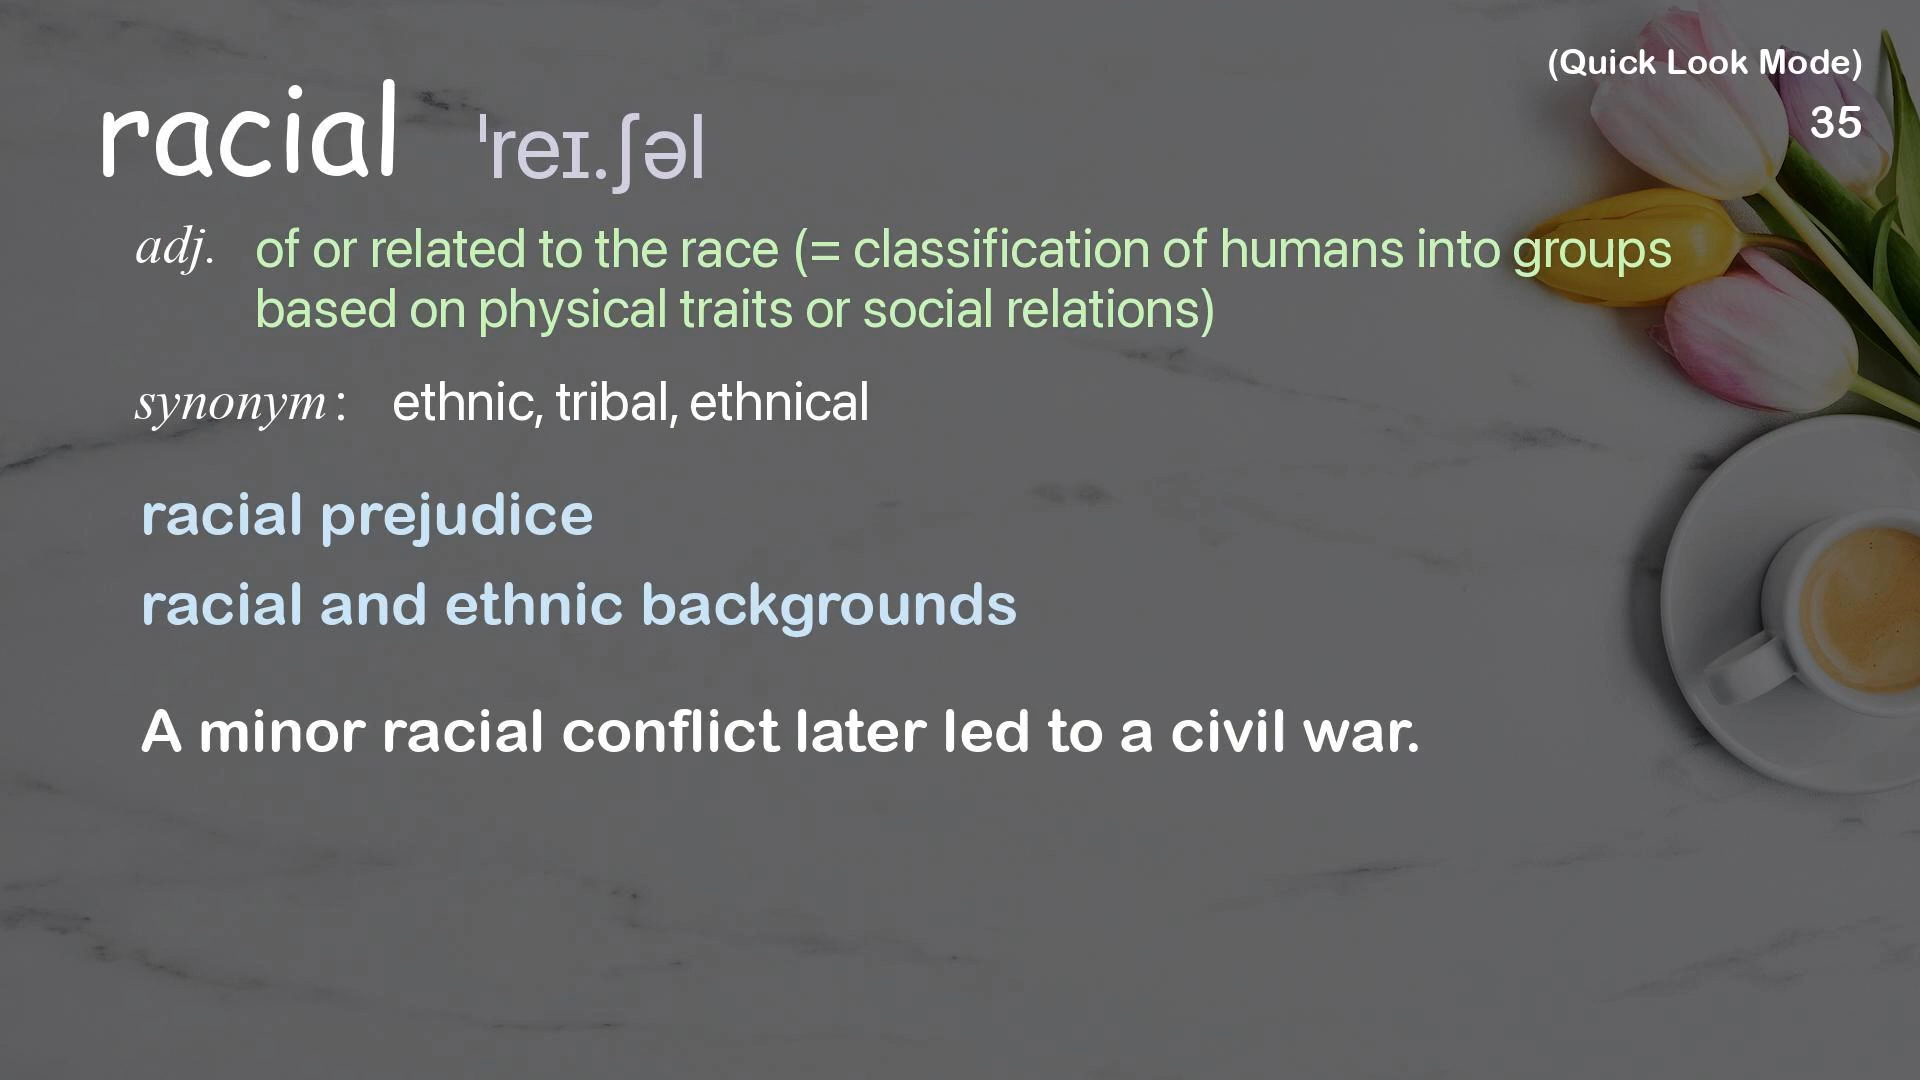 (Quick Look Mode)
35
racial ˈreɪ.ʃəl
adj. of or related to the race (= classification of humans into groups
based on physical traits or social relations)
synonym: ethnic, tribal, ethnical
racial prejudice
racial and ethnic backgrounds
A minor racial conflict later led to a civil war.